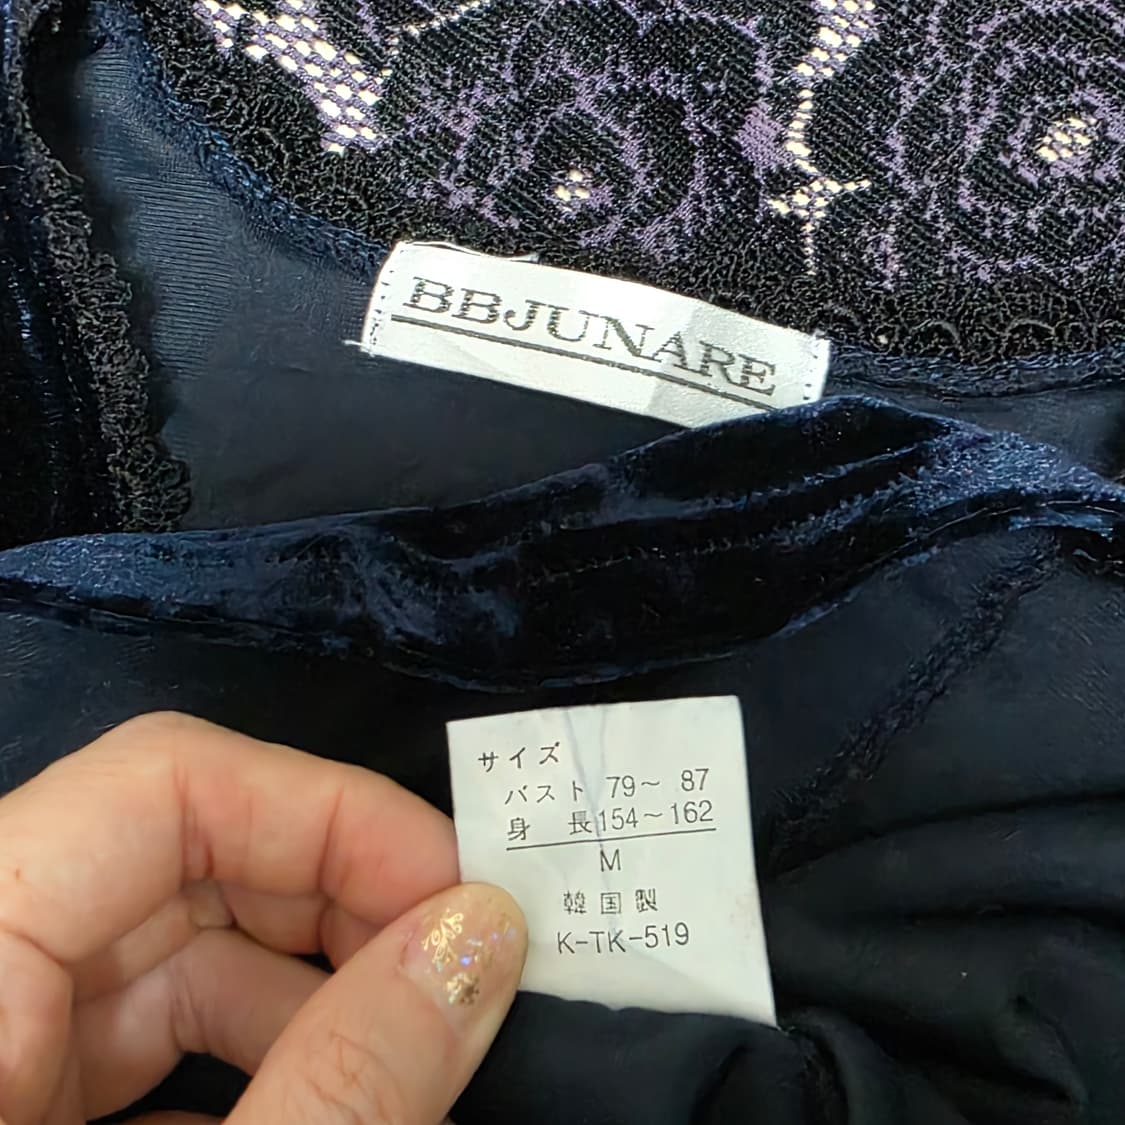 BBJUNARE
サイズ
バスト 79～ 87
身 長154～162
M
韓国製
K-TK-519